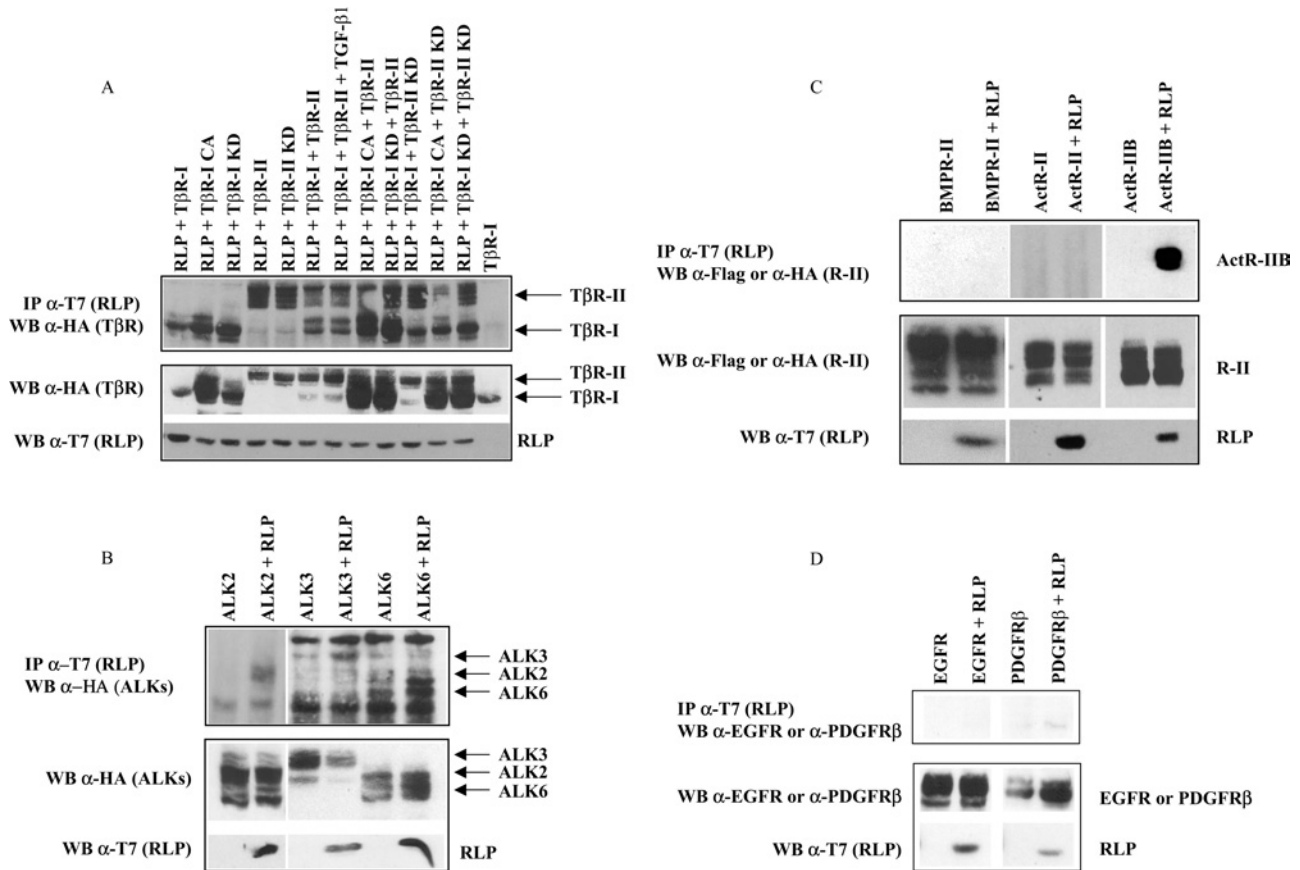 A
RLP + TβR-I
RLP + TβR-I CA
RLP + TβR-I KD
RLP + TβR-II
RLP + TβR-II KD
RLP + TβR-I + TβR-II
RLP + TβR-I + TβR-II + TGF-β1
RLP + TβR-I CA + TβR-II
RLP + TβR-I KD + TβR-II
RLP + TβR-I + TβR-II KD
RLP + TβR-I CA + TβR-II KD
RLP + TβR-I KD + TβR-II KD
TβR-I
IP α-T7 (RLP)
WB α-HA (TβR)
TβR-II
TβR-I
WB α-HA (TβR)
TβR-II
TβR-I
WB α-T7 (RLP)
RLP
B
ALK2
ALK2 + RLP
ALK3
ALK3 + RLP
ALK6
ALK6 + RLP
IP α–T7 (RLP)
WB α–HA (ALKs)
ALK3
ALK2
ALK6
WB α-HA (ALKs)
ALK3
ALK2
ALK6
WB α-T7 (RLP)
RLP
C
BMPR-II
BMPR-II + RLP
ActR-II
ActR-II + RLP
ActR-IIB
ActR-IIB + RLP
IP α-T7 (RLP)
WB α-Flag or α-HA (R-II)
ActR-IIB
WB α-Flag or α-HA (R-II)
R-II
WB α-T7 (RLP)
RLP
D
EGFR
EGFR + RLP
PDGFRβ
PDGFRβ + RLP
IP α-T7 (RLP)
WB α-EGFR or α-PDGFRβ
WB α-EGFR or α-PDGFRβ
EGFR or PDGFRβ
WB α-T7 (RLP)
RLP